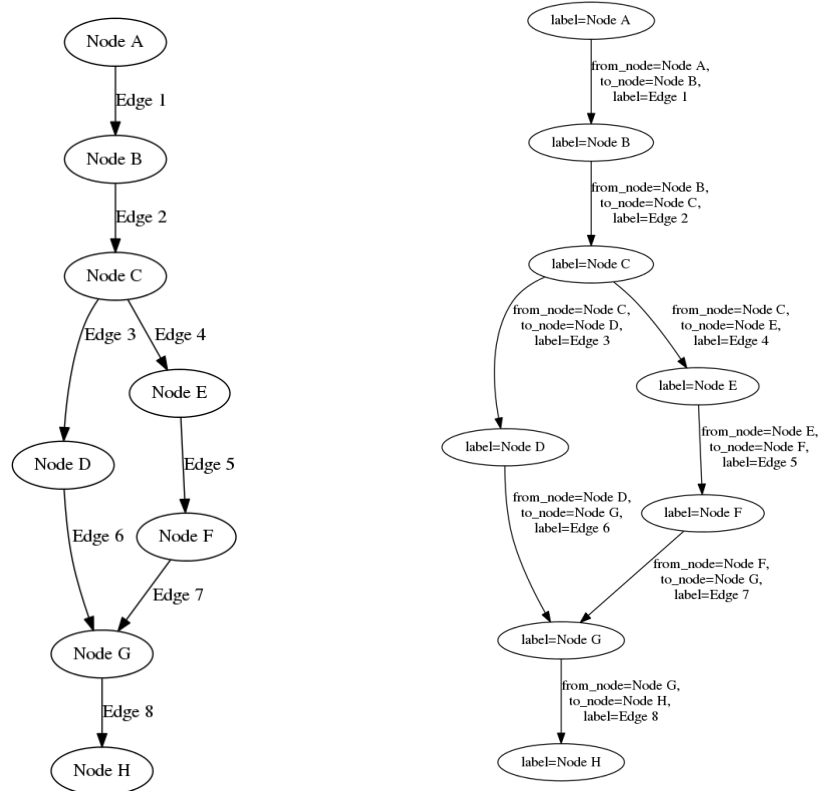 Node A
Edge 1
Node B
Edge 2
Node C
Edge 3
Edge 4
Node E
Node D
Edge 5
Edge 6
Node F
Edge 7
Node G
Edge 8
Node H
label=Node A
from_node=Node A,
to_node=Node B,
label=Edge 1
label=Node B
from_node=Node B,
to_node=Node C,
label=Edge 2
label=Node C
from_node=Node C,
to_node=Node D,
label=Edge 3
from_node=Node C,
to_node=Node E,
label=Edge 4
label=Node E
label=Node D
from_node=Node E,
to_node=Node F,
label=Edge 5
from_node=Node D,
to_node=Node G,
label=Edge 6
label=Node F
from_node=Node F,
to_node=Node G,
label=Edge 7
label=Node G
from_node=Node G,
to_node=Node H,
label=Edge 8
label=Node H